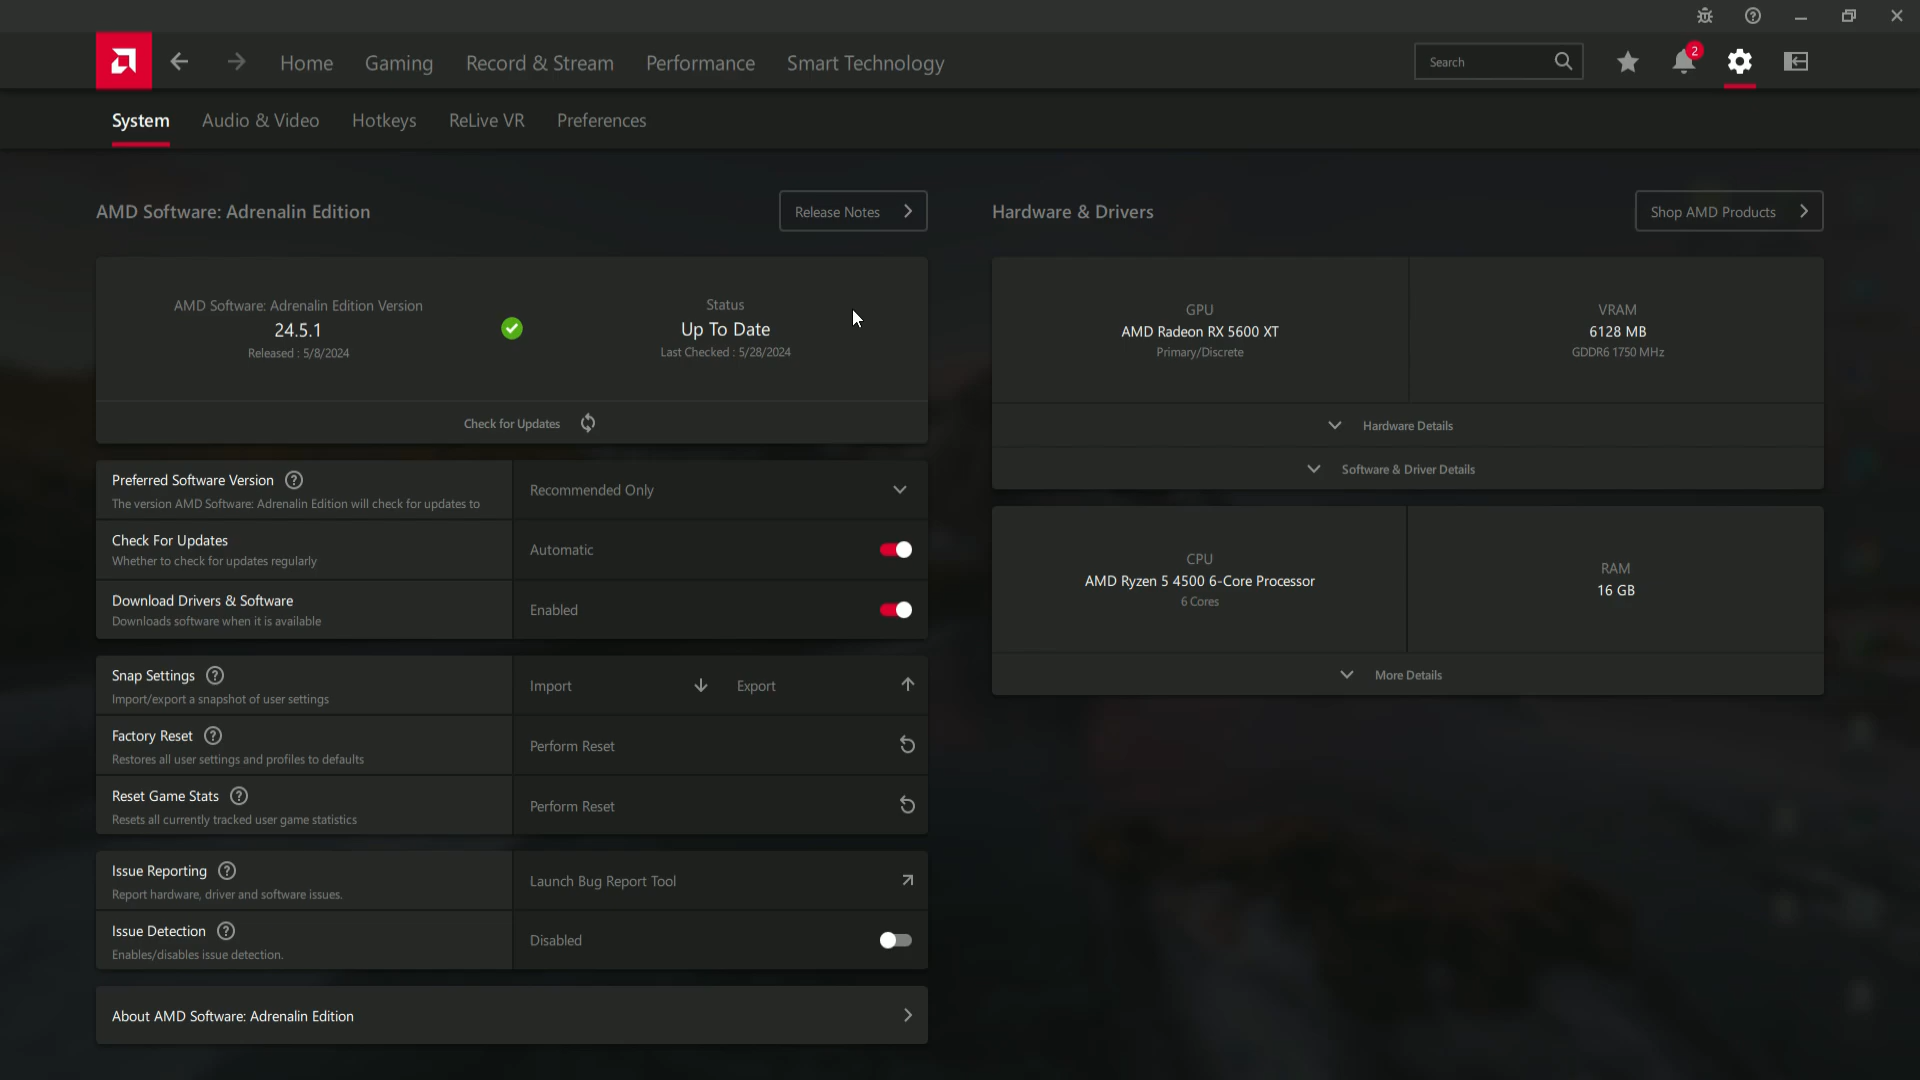 2
Home
Gaming
Record & Stream
Performance
Smart Technology
Search
System
Audio & Video
Hotkeys
ReLive VR
Preferences
AMD Software: Adrenalin Edition
Release Notes
AMD Software: Adrenalin Edition Version
24.5.1
Released : 5/8/2024
Status
Up To Date
Last Checked : 5/28/2024
Check for Updates
Preferred Software Version
The version AMD Software: Adrenalin Edition will check for updates to
Recommended Only
Check For Updates
Whether to check for updates regularly
Automatic
Download Drivers & Software
Downloads software when it is available
Enabled
Snap Settings
Import/export a snapshot of user settings
Import
Export
Factory Reset
Restores all user settings and profiles to defaults
Perform Reset
Reset Game Stats
Resets all currently tracked user game statistics
Perform Reset
Issue Reporting
Report hardware, driver and software issues.
Launch Bug Report Tool
Issue Detection
Enables/disables issue detection.
Disabled
About AMD Software: Adrenalin Edition
Hardware & Drivers
Shop AMD Products
GPU
AMD Radeon RX 5600 XT
Primary/Discrete
VRAM
6128 MB
GDDR6 1750 MHz
Hardware Details
Software & Driver Details
CPU
AMD Ryzen 5 4500 6-Core Processor
6 Cores
RAM
16 GB
More Details